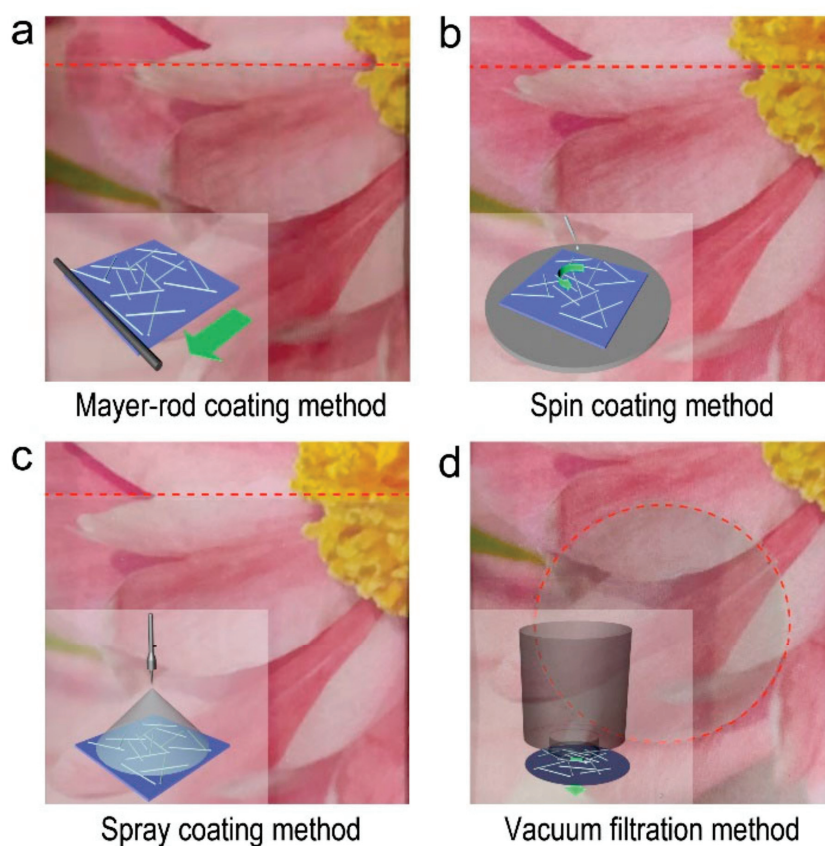 a
b
Mayer-rod coating method
Spin coating method
c
d
Spray coating method
Vacuum filtration method